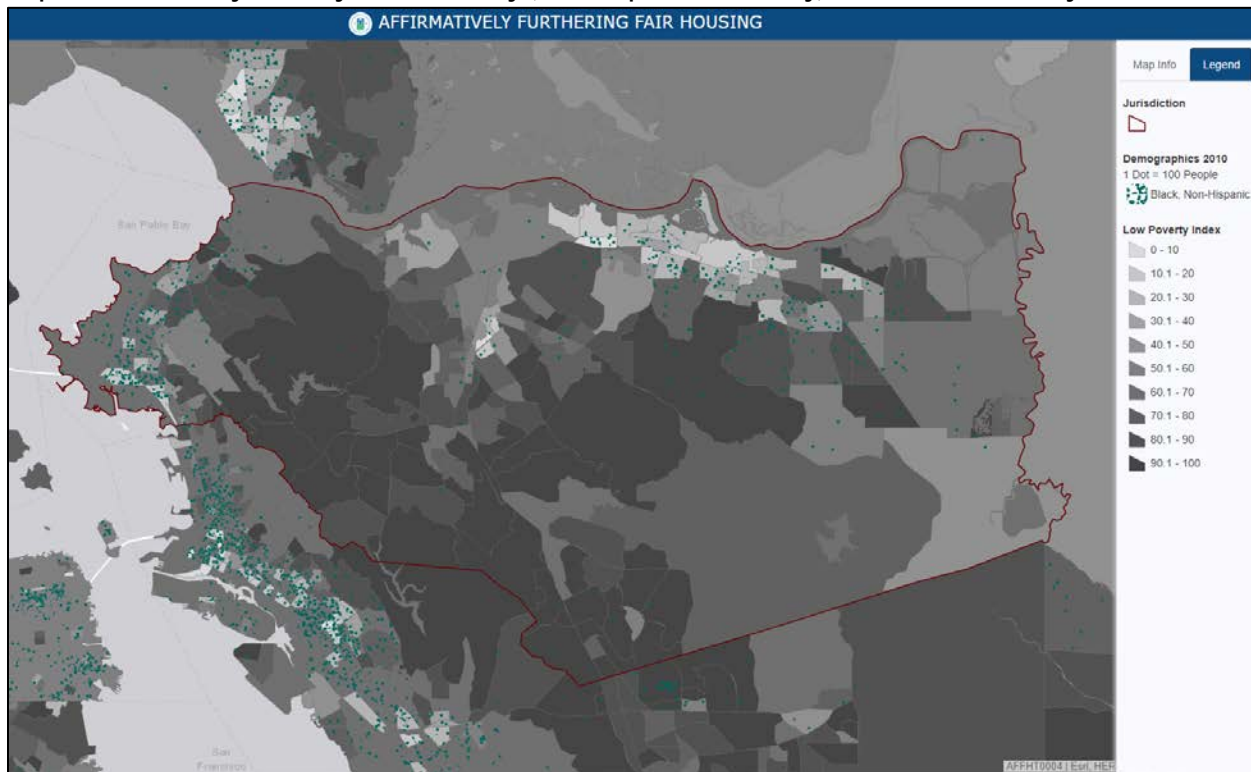 AFFIRMATIVELY FURTHERING FAIR HOUSING
Map Info
Legend
Jurisdiction
Demographics 2010
1 Dot = 100 People
Black, Non-Hispanic
Low Poverty Index
0 - 10
10.1 - 20
20.1 - 30
30.1 - 40
40.1 - 50
50.1 - 60
60.1 - 70
70.1 - 80
80.1 - 90
90.1 - 100
San Pablo Bay
San
Francisco
AFFHT0004 | Esri, HER